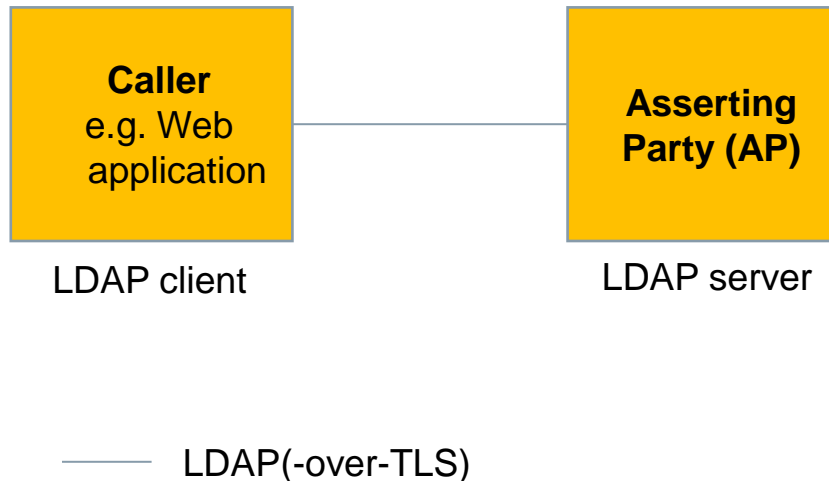 Caller
e.g. Web
application
Asserting
Party (AP)
LDAP client
LDAP server
LDAP(-over-TLS)